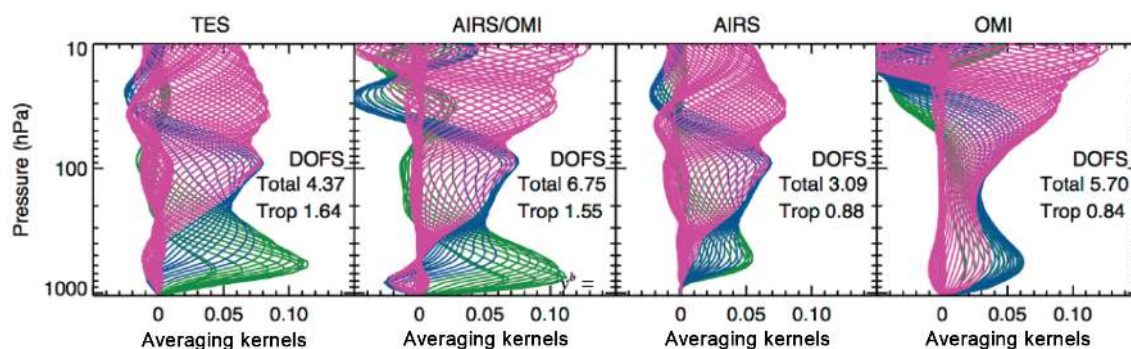 TES AIRS/OMI AIRS OMI
10 100 1000
Pressure (hPa)
DOFS
Total 4.37
Trop 1.64
DOFS
Total 6.75
Trop 1.55
DOFS
Total 3.09
Trop 0.88
DOFS
Total 5.70
Trop 0.84
yᵇ =
0 0.05 0.10 0 0.05 0.10 0 0.05 0.10 0 0.05 0.10
Averaging kernels Averaging kernels Averaging kernels Averaging kernels